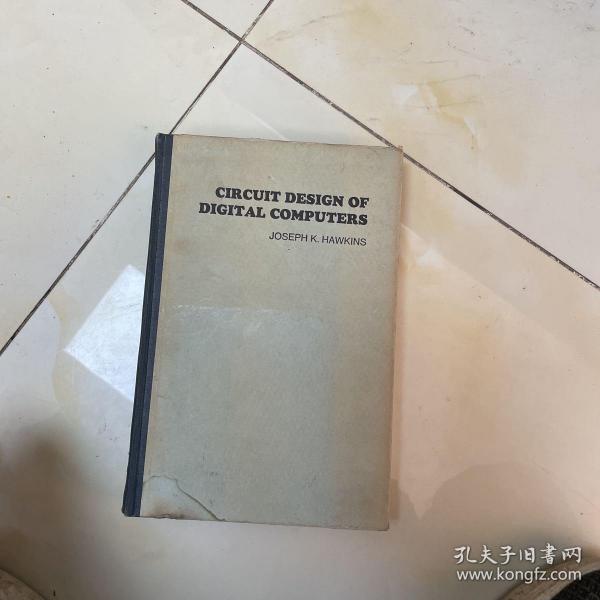 CIRCUIT DESIGN OF
DIGITAL COMPUTERS
JOSEPH K. HAWKINS
孔夫子旧书网
www.kongfz.com